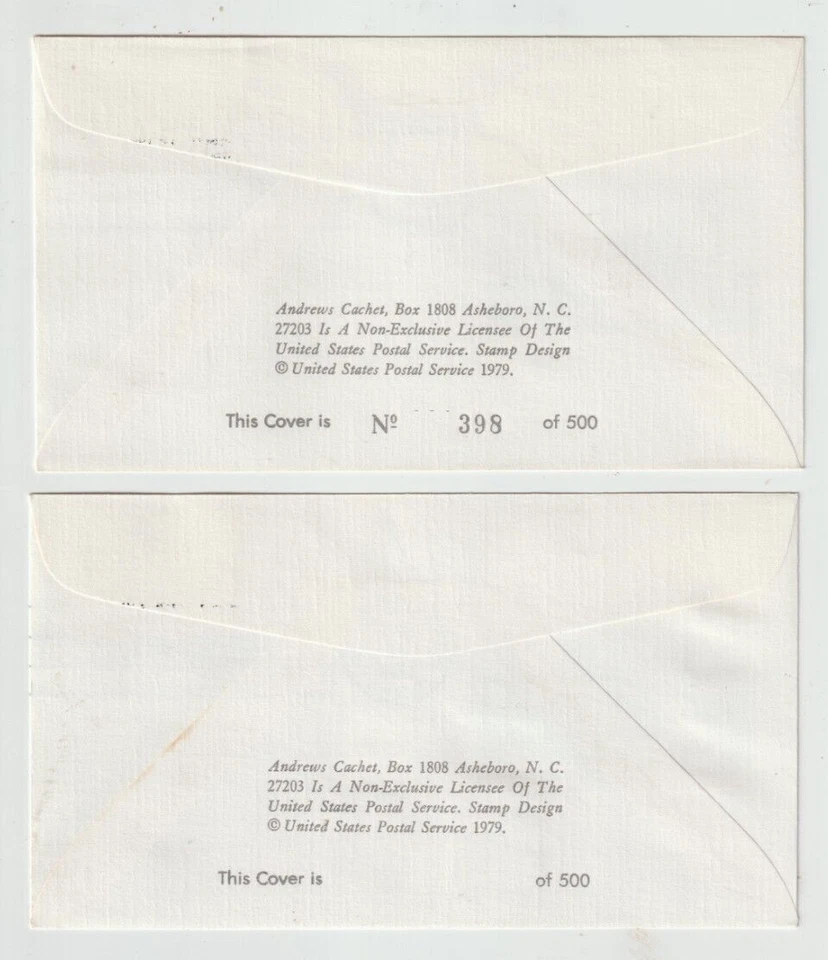 Andrews Cachet, Box 1808 Asheboro, N. C.
27203 Is A Non-Exclusive Licensee Of The
United States Postal Service. Stamp Design
© United States Postal Service 1979.
This Cover is Nº 398 of 500
Andrews Cachet, Box 1808 Asheboro, N. C.
27203 Is A Non-Exclusive Licensee Of The
United States Postal Service. Stamp Design
© United States Postal Service 1979.
This Cover is of 500